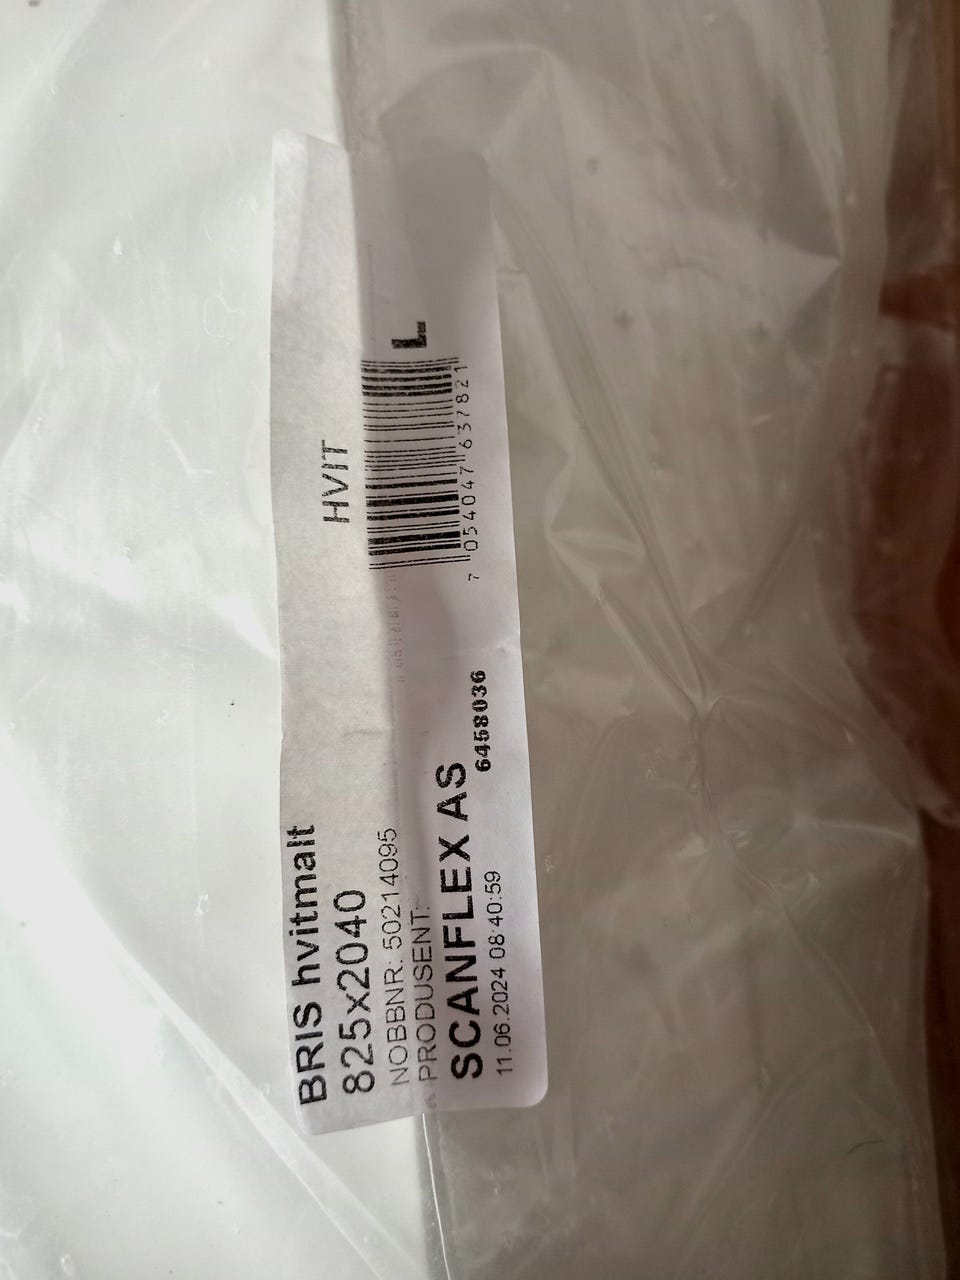 BRIS hvitmalt
HVIT
825x2040
NOBBNR: 50214095
L
PRODUSENT:
SCANFLEX AS
7 054047 637821
11.06.2024 08:40:59
6458036